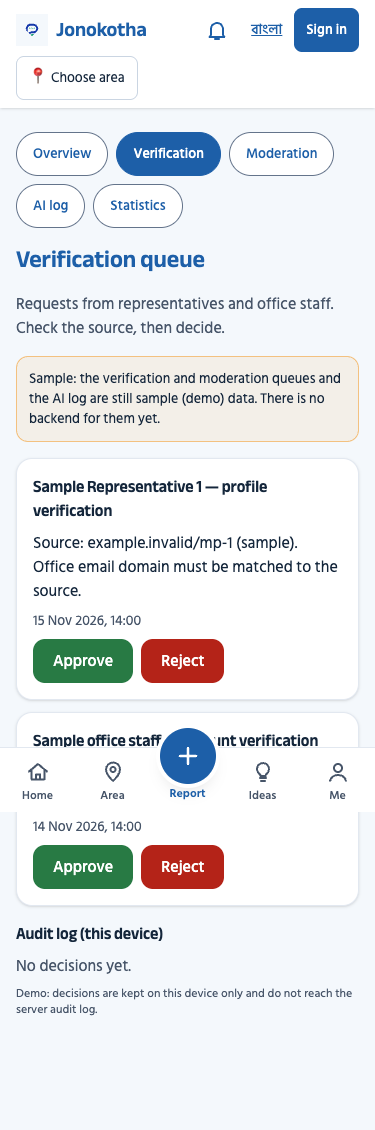 Jonokotha
বাংলা
Sign in
Choose area
Overview
Verification
Moderation
AI log
Statistics
Verification queue
Requests from representatives and office staff.
Check the source, then decide.
Sample: the verification and moderation queues and
the AI log are still sample (demo) data. There is no
backend for them yet.
Sample Representative 1 — profile
verification
Source: example.invalid/mp-1 (sample).
Office email domain must be matched to the
source.
15 Nov 2026, 14:00
Approve
Reject
Sample office staff
unt verification
Home
Area
Report
Ideas
Me
14 Nov 2026, 14:00
Approve
Reject
Audit log (this device)
No decisions yet.
Demo: decisions are kept on this device only and do not reach the
server audit log.